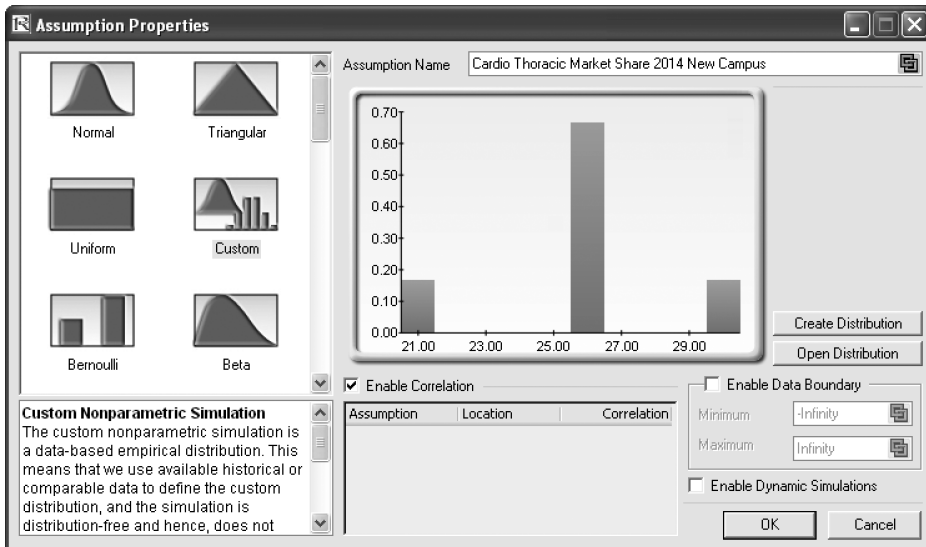 Assumption Properties
Normal
Triangular
Uniform
Custom
Bernoulli
Beta
Custom Nonparametric Simulation
The custom nonparametric simulation is
a data-based empirical distribution. This
means that we use available historical or
comparable data to define the custom
distribution, and the simulation is
distribution-free and hence, does not
Assumption Name
Cardio Thoracic Market Share 2014 New Campus
0.70
0.60
0.50
0.40
0.30
0.20
0.10
0.00
21.00 23.00 25.00 27.00 29.00
Create Distribution
Open Distribution
Enable Correlation
Assumption Location Correlation
Enable Data Boundary
Minimum -Infinity
Maximum Infinity
Enable Dynamic Simulations
OK Cancel